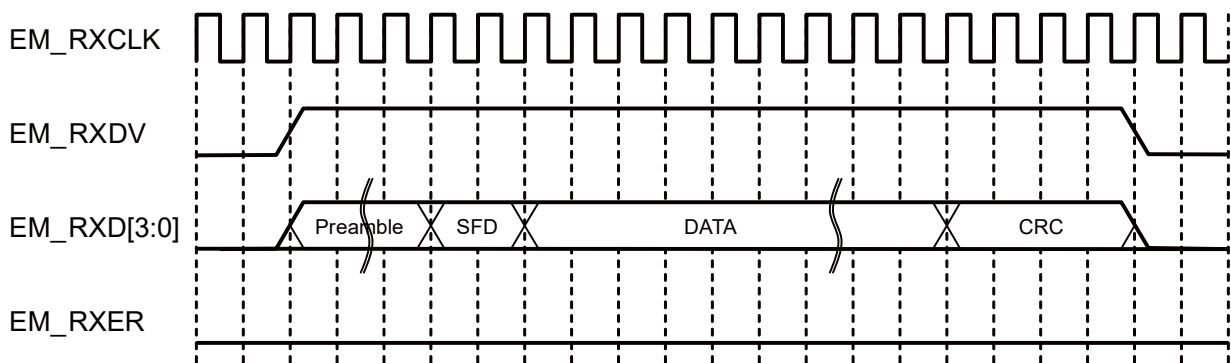 EM_RXCLK
EM_RXDV
EM_RXD[3:0] Preamble SFD DATA CRC
EM_RXER